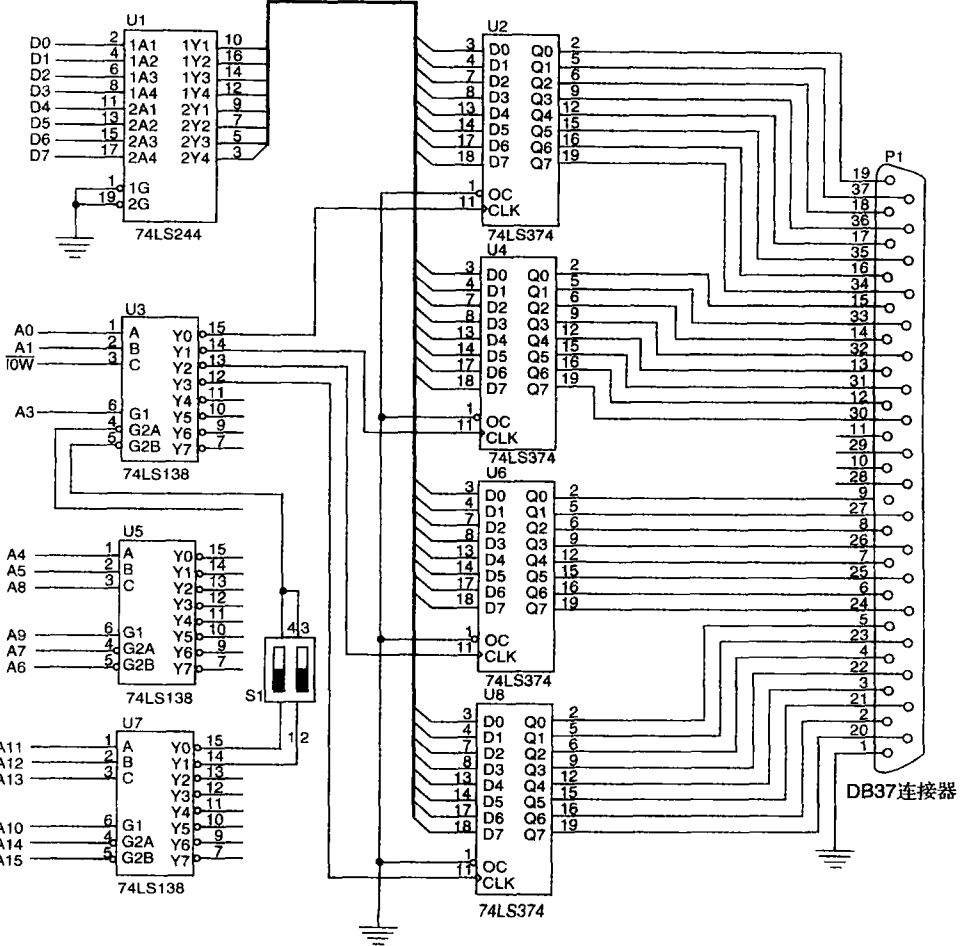 U1
D0 2 1A1 1Y1 10
D1 4 1A2 1Y2 16
D2 6 1A3 1Y3 14
D3 8 1A4 1Y4 12
D4 11 2A1 2Y1 9
D5 13 2A2 2Y2 7
D6 15 2A3 2Y3 5
D7 17 2A4 2Y4 3
1 1G
19 2G
74LS244
U2
3 D0 Q0 2
4 D1 Q1 5
7 D2 Q2 6
8 D3 Q3 9
13 D4 Q4 12
14 D5 Q5 15
17 D6 Q6 16
18 D7 Q7 19
1 OC
11 CLK
74LS374
U3
A0 1 A Y0 15
A1 2 B Y1 14
I0W 3 C Y2 13
Y3 12
Y4 11
A3 6 G1 Y5 10
4 G2A Y6 9
5 G2B Y7 7
74LS138
U4
3 D0 Q0 2
4 D1 Q1 5
7 D2 Q2 6
8 D3 Q3 9
13 D4 Q4 12
14 D5 Q5 15
17 D6 Q6 16
18 D7 Q7 19
1 OC
11 CLK
74LS374
U5
A4 1 A Y0 15
A5 2 B Y1 14
A8 3 C Y2 13
Y3 12
Y4 11
A9 6 G1 Y5 10
A7 4 G2A Y6 9
A6 5 G2B Y7 7
74LS138
U6
3 D0 Q0 2
4 D1 Q1 5
7 D2 Q2 6
8 D3 Q3 9
13 D4 Q4 12
14 D5 Q5 15
17 D6 Q6 16
18 D7 Q7 19
1 OC
11 CLK
74LS374
4 3
S1
1 2
U7
A11 1 A Y0 15
A12 2 B Y1 14
A13 3 C Y2 13
Y3 12
Y4 11
A10 6 G1 Y5 10
A14 4 G2A Y6 9
A15 5 G2B Y7 7
74LS138
U8
3 D0 Q0 2
4 D1 Q1 5
7 D2 Q2 6
8 D3 Q3 9
13 D4 Q4 12
14 D5 Q5 15
17 D6 Q6 16
18 D7 Q7 19
1 OC
11 CLK
74LS374
P1
19
37
18
36
17
35
16
34
15
33
14
32
13
31
12
30
11
29
10
28
9
27
8
26
7
25
6
24
5
23
4
22
3
21
2
20
1
DB37连接器